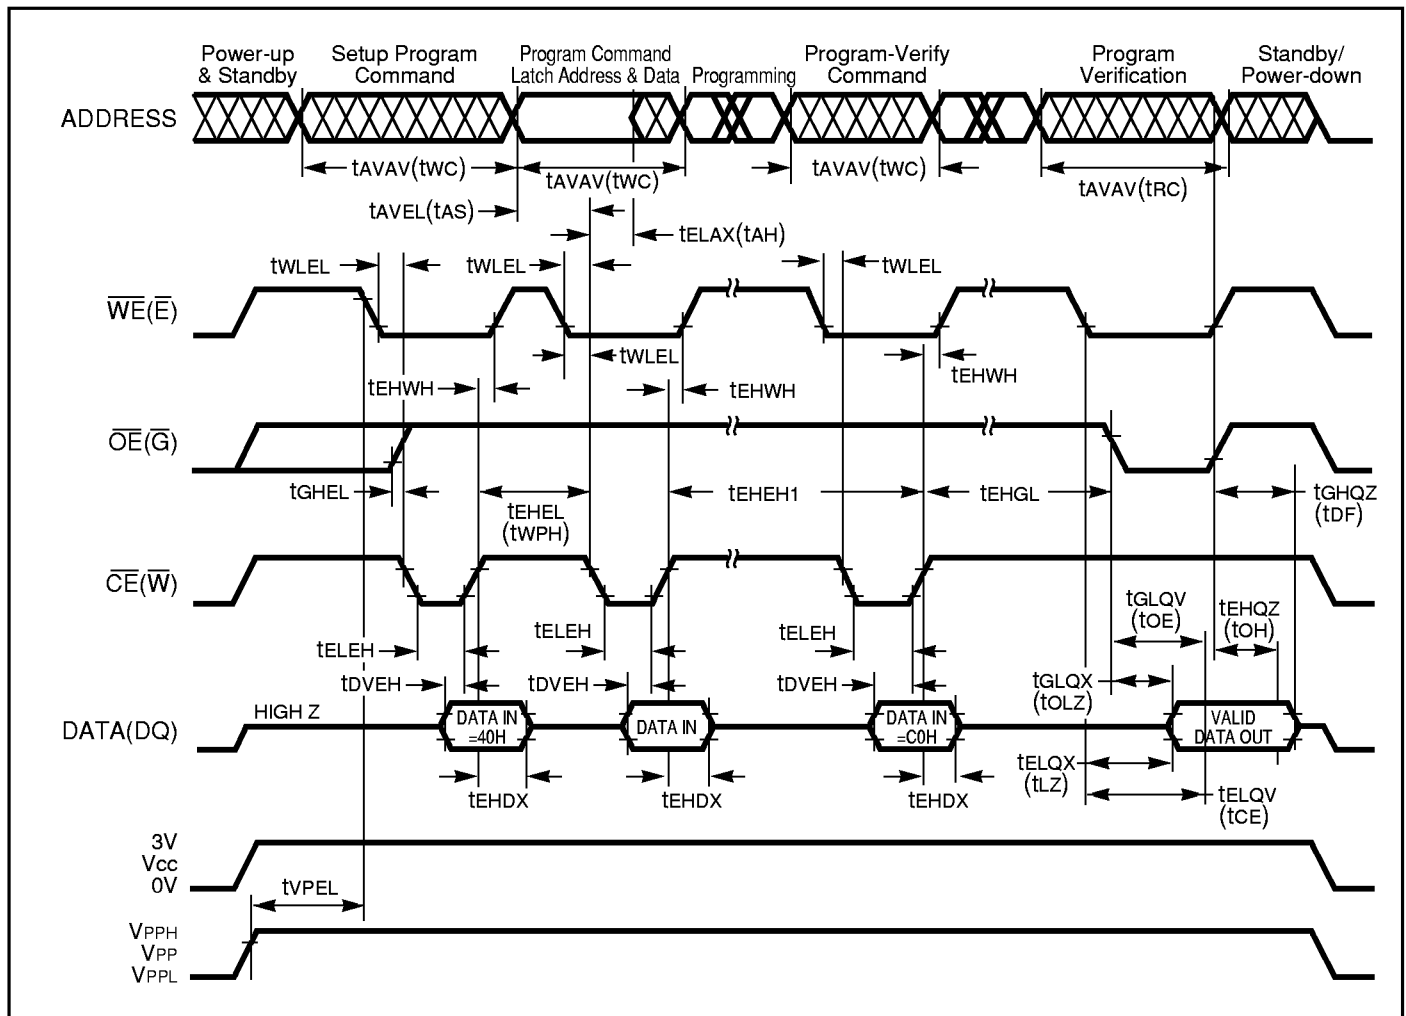 Power-up
& Standby
Setup Program
Command
Program Command
Latch Address & Data
Programming
Program-Verify
Command
Program
Verification
Standby/
Power-down
ADDRESS
tAVAV(tWC)
tAVAV(tWC)
tAVAV(tWC)
tAVAV(tRC)
tAVEL(tAS)
tELAX(tAH)
tWLEL
tWLEL
tWLEL
WE(E)
tWLEL
tEHWH
tEHWH
tEHWH
OE(G)
tGHEL
tEHEL
(tWPH)
tEHEH1
tEHGL
tGHQZ
(tDF)
CE(W)
tELEH
tELEH
tELEH
tGLQV
(tOE)
tEHQZ
(tOH)
tDVEH
tDVEH
tDVEH
tGLQX
(tOLZ)
DATA(DQ)
HIGH Z
DATA IN
=40H
DATA IN
DATA IN
=C0H
VALID
DATA OUT
tEHDX
tEHDX
tEHDX
tELQX
(tLZ)
tELQV
(tCE)
3V
Vcc
0V
tVPEL
VPPH
VPP
VPPL